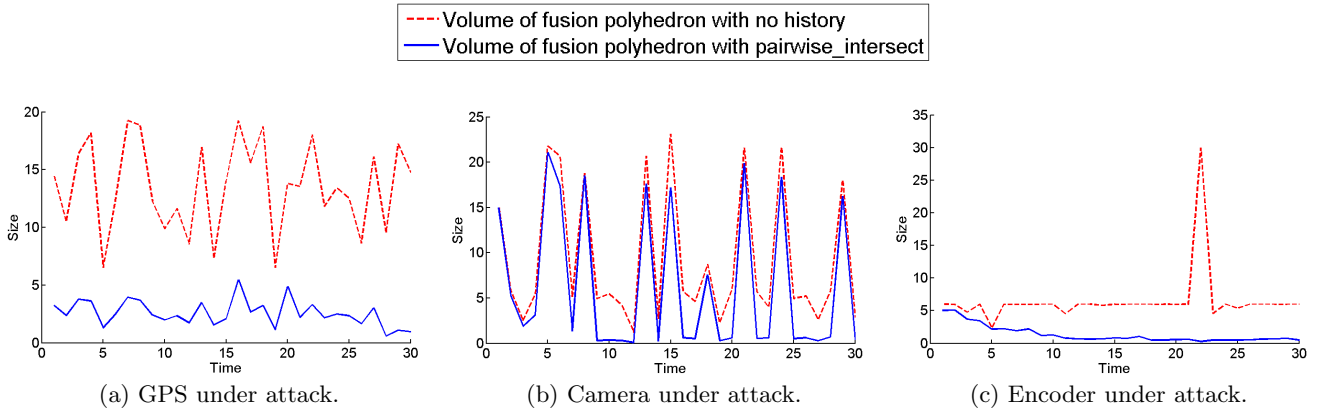 Volume of fusion polyhedron with no history
Volume of fusion polyhedron with pairwise_intersect
20
15
10
5
0
Size
0 5 10 15 20 25 30
Time
(a) GPS under attack.
25
20
15
10
5
0
Size
0 5 10 15 20 25 30
Time
(b) Camera under attack.
35
30
25
20
15
10
5
0
Size
0 5 10 15 20 25 30
Time
(c) Encoder under attack.